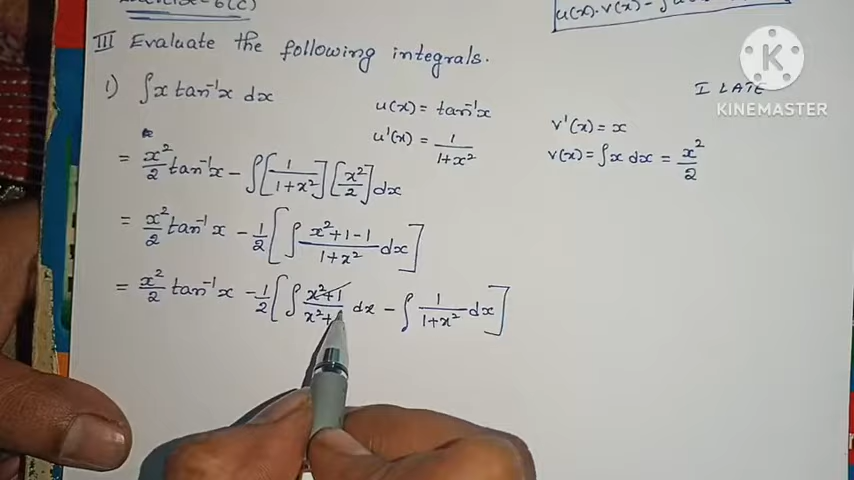 u(x).v(x) - ∫
III Evaluate the following integrals.
1) ∫x tan⁻¹x dx
I LATE
KINEMASTER
u(x) = tan⁻¹x
v'(x) = x
u'(x) = 1/(1+x²)
v(x) = ∫x dx = x²/2
= x²/2 tan⁻¹x - ∫[1/(1+x²)][x²/2]dx
= x²/2 tan⁻¹x - 1/2[∫ (x²+1-1)/(1+x²) dx]
= x²/2 tan⁻¹x - 1/2[∫ (x²+1)/(x²+ dx - ∫ 1/(1+x²) dx]